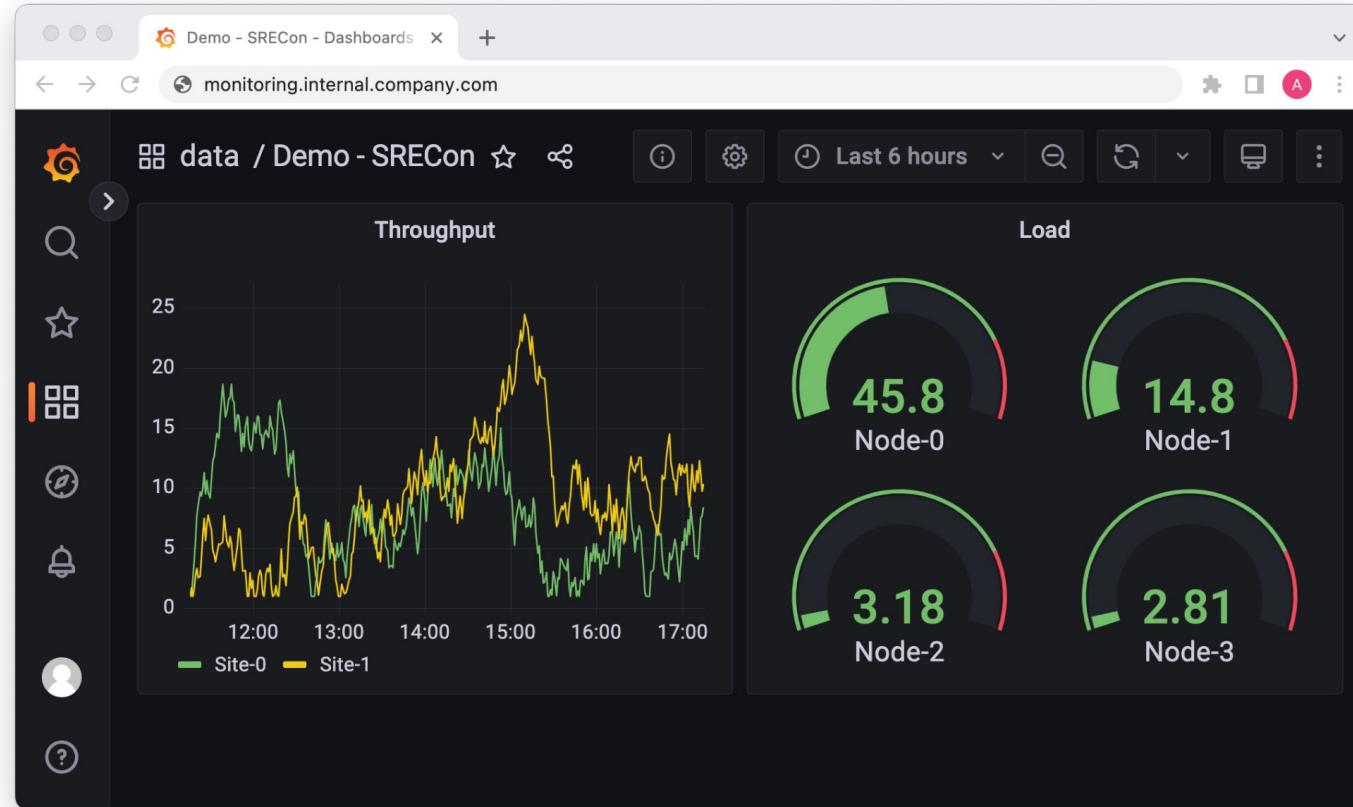 Demo - SRECon - Dashboards
monitoring.internal.company.com
A
data / Demo - SRECon
Last 6 hours
Throughput
25
20
15
10
5
0
12:00 13:00 14:00 15:00 16:00 17:00
Site-0 Site-1
Load
45.8 14.8
Node-0 Node-1
3.18 2.81
Node-2 Node-3